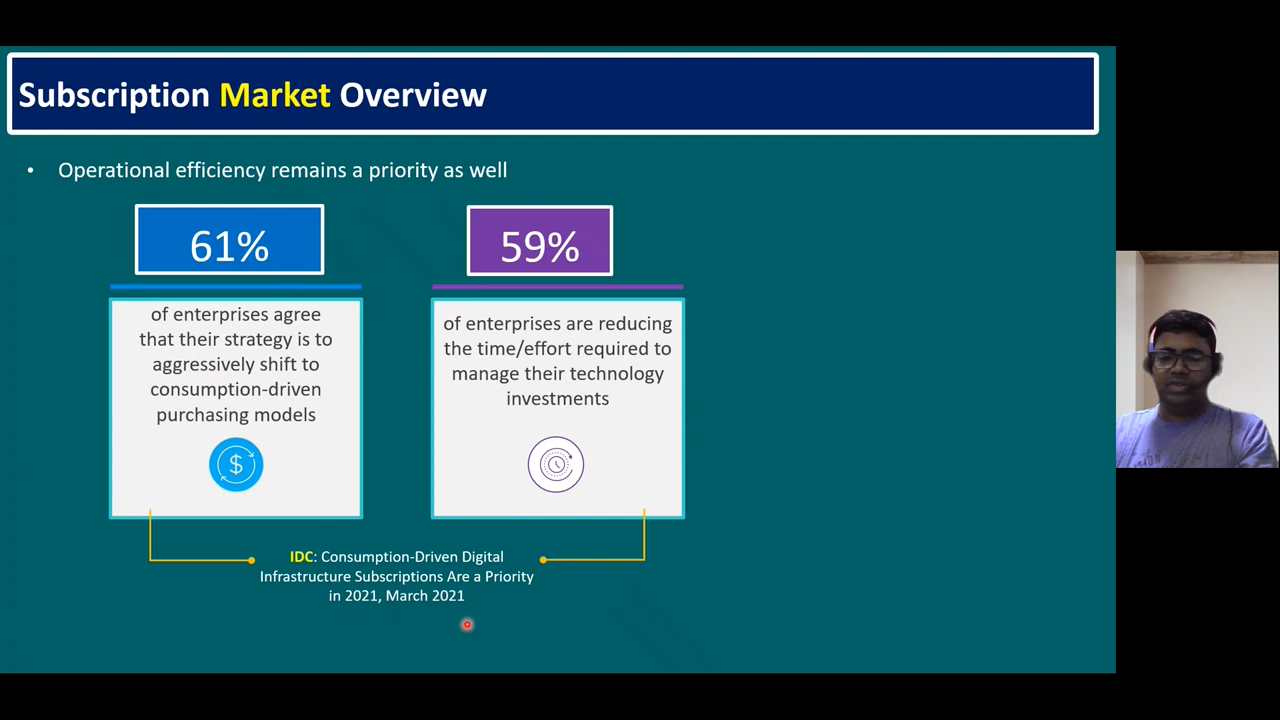 Subscription Market Overview
• Operational efficiency remains a priority as well
61%
of enterprises agree
that their strategy is to
aggressively shift to
consumption-driven
purchasing models
$
59%
of enterprises are reducing
the time/effort required to
manage their technology
investments
IDC: Consumption-Driven Digital
Infrastructure Subscriptions Are a Priority
in 2021, March 2021